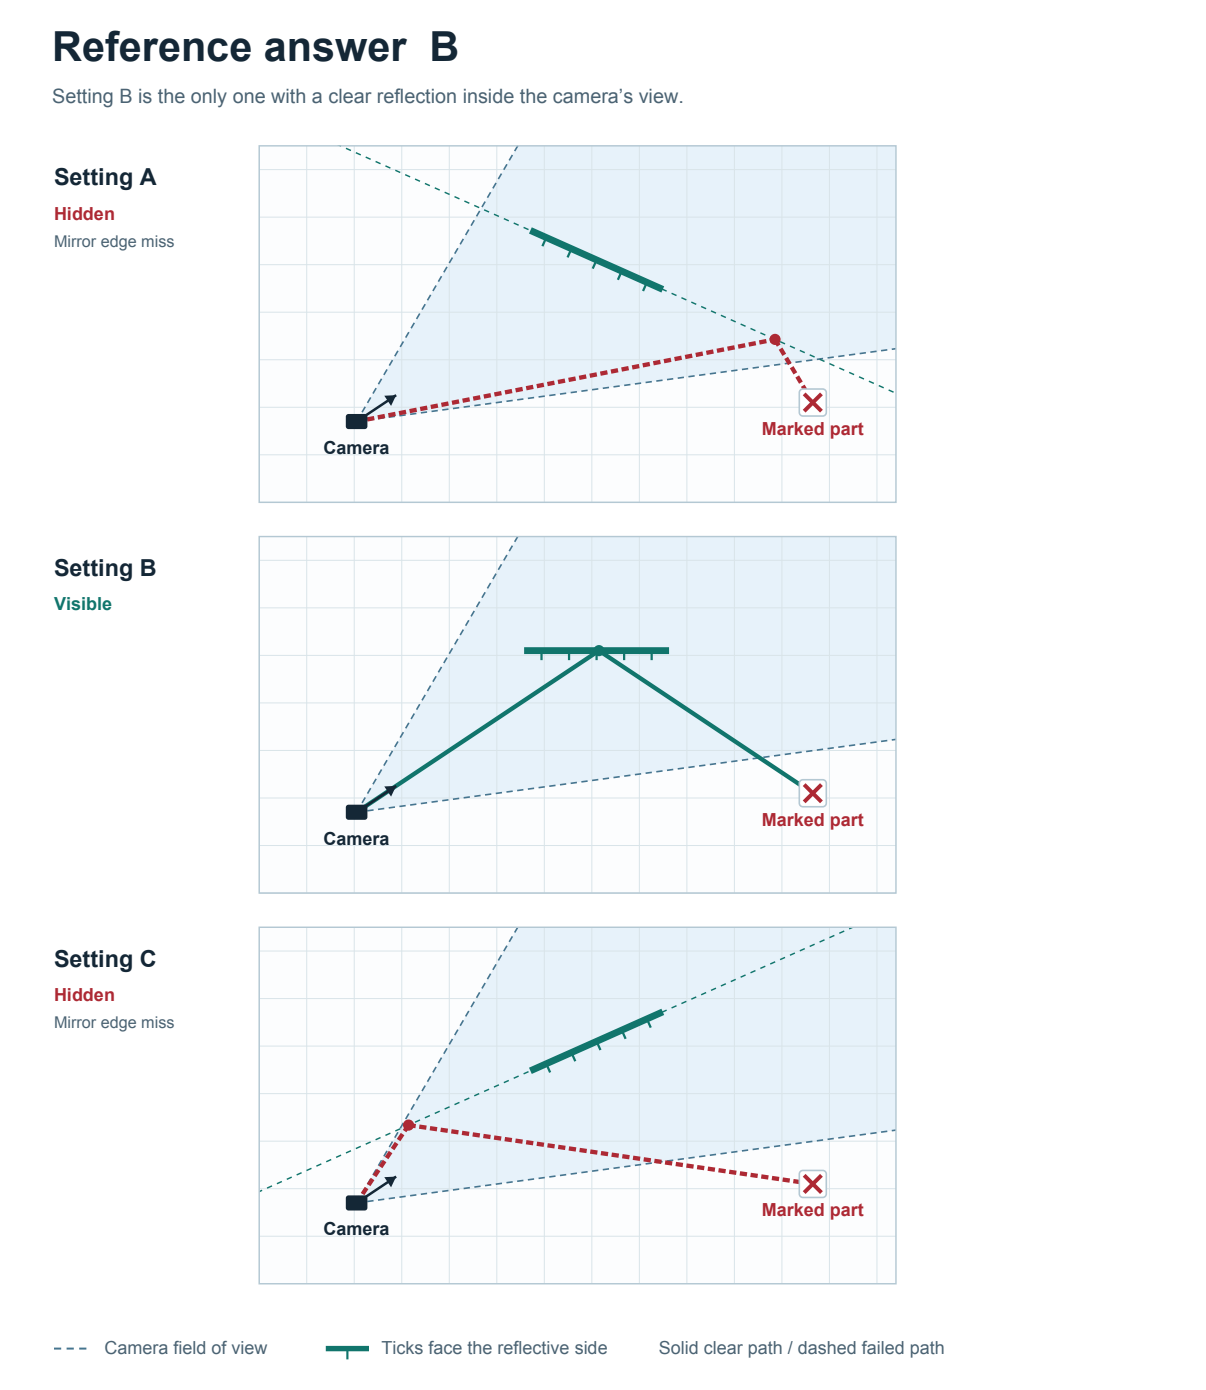 Reference answer B
Setting B is the only one with a clear reflection inside the camera’s view.
Setting A
Hidden
Mirror edge miss
Camera
Marked part
Setting B
Visible
Camera
Marked part
Setting C
Hidden
Mirror edge miss
Camera
Marked part
Camera field of view
Ticks face the reflective side
Solid clear path / dashed failed path